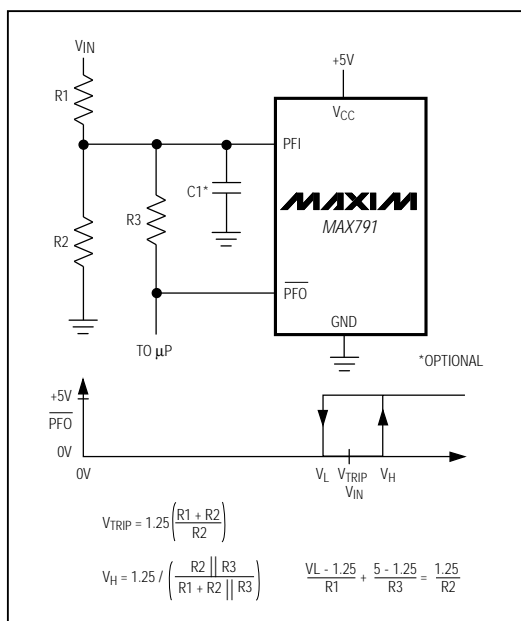 VIN
+5V
R1
VCC
PFI
C1*
R3
MAXIM
MAX791
R2
PFO
GND
TO µP
*OPTIONAL
+5V
PFO
0V
0V
VL VTRIP VH
VIN
VTRIP = 1.25 (R1 + R2 / R2)
VH = 1.25 / (R2 || R3 / R1 + R2 || R3) VL - 1.25 / R1 + 5 - 1.25 / R3 = 1.25 / R2